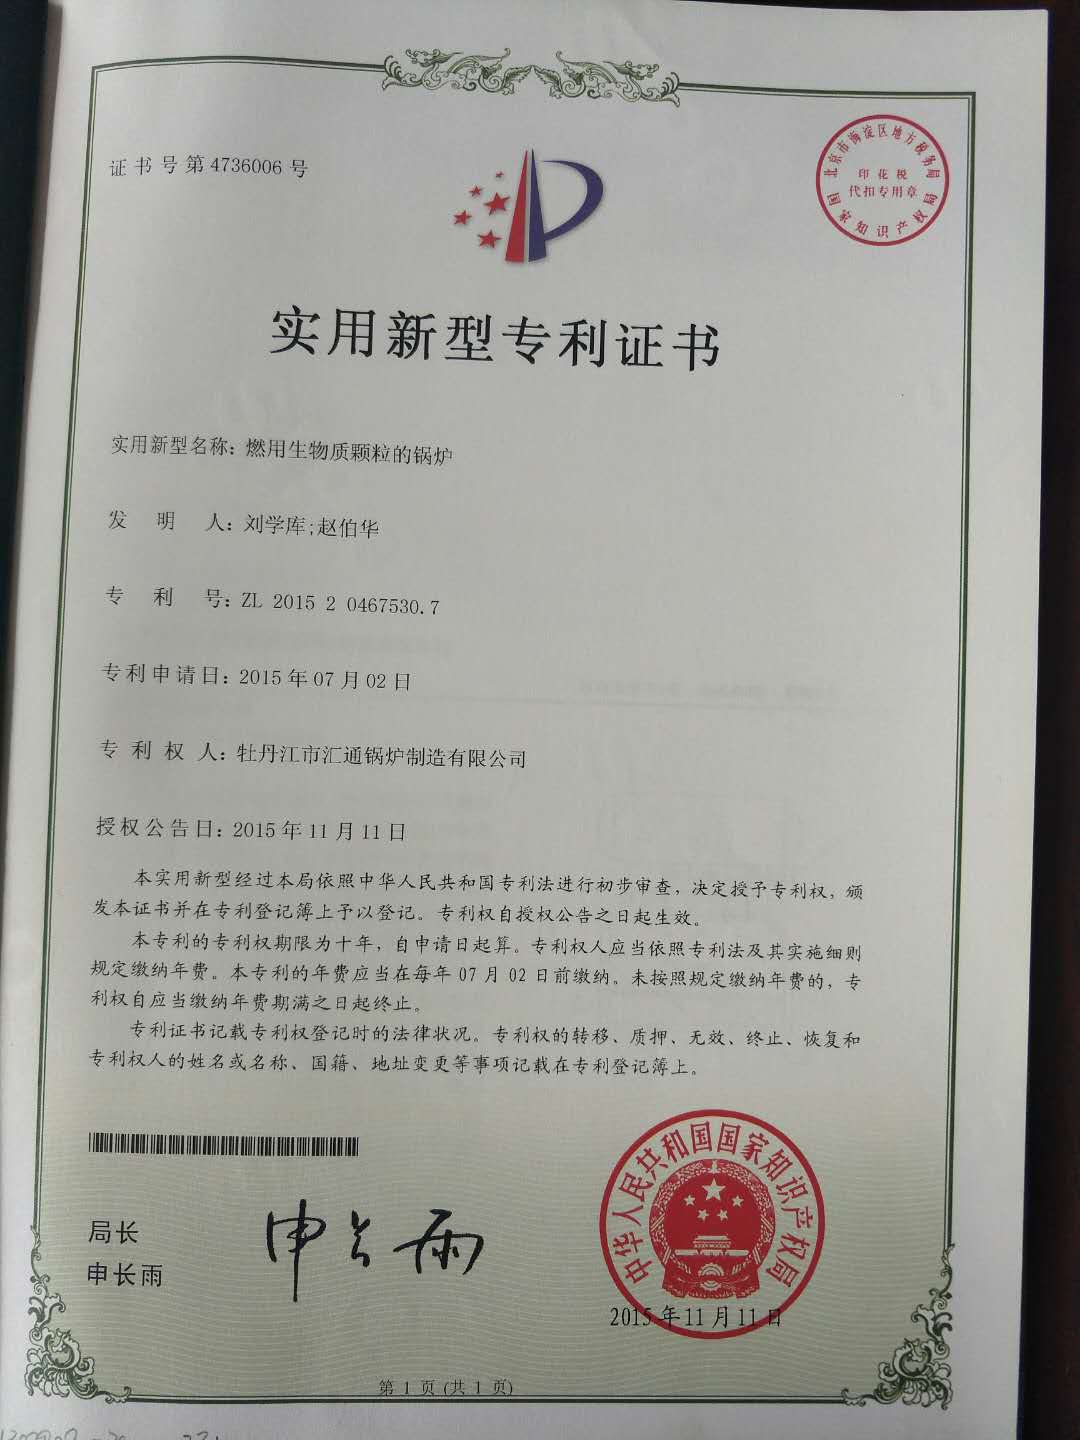 证书号第4736006号
北京市海淀区地方税务局
印花税
代扣专用章
国家知识产权局
实用新型专利证书
实用新型名称：燃用生物质颗粒的锅炉
发明人：刘学库;赵伯华
专利号：ZL 2015 2 0467530.7
专利申请日：2015年07月02日
专利权人：牡丹江市汇通锅炉制造有限公司
授权公告日：2015年11月11日
本实用新型经过本局依照中华人民共和国专利法进行初步审查，决定授予专利权，颁
发本证书并在专利登记簿上予以登记。专利权自授权公告之日起生效。
本专利的专利权期限为十年，自申请日起算。专利权人应当依照专利法及其实施细则
规定缴纳年费。本专利的年费应当在每年07月02日前缴纳。未按照规定缴纳年费的，专
利权自应当缴纳年费期满之日起终止。
专利证书记载专利权登记时的法律状况。专利权的转移、质押、无效、终止、恢复和
专利权人的姓名或名称、国籍、地址变更等事项记载在专利登记簿上。
局长
申长雨
申长雨
中华人民共和国国家知识产权局
2015年11月11日
第1页(共1页)